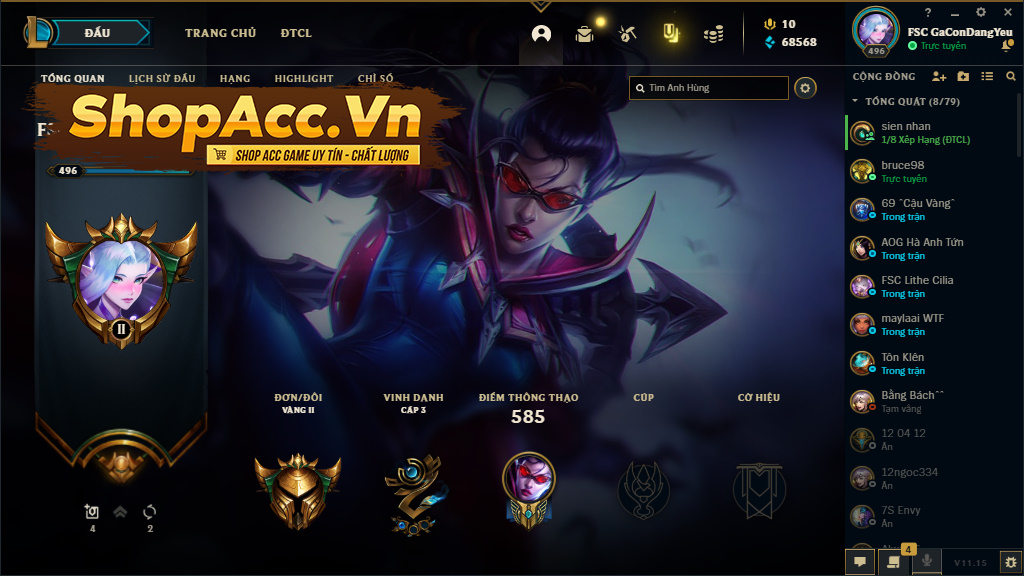 ĐẤU
TRANG CHỦ
ĐTCL
10
68568
?
496
FSC GaConDangYeu
Trực tuyến
TỔNG QUAN
LỊCH SỬ ĐẤU
HẠNG
HIGHLIGHT
CHỈ SỐ
Tìm Anh Hùng
ShopAcc.Vn
SHOP ACC GAME UY TÍN - CHẤT LƯỢNG
496
II
ĐƠN/ĐÔI
VÀNG II
VINH DANH
CẤP 3
ĐIỂM THÔNG THẠO
585
CÚP
CỜ HIỆU
4
2
CỘNG ĐỒNG
TỔNG QUÁT (8/79)
sien nhan
1/8 Xếp Hạng (ĐTCL)
bruce98
Trực tuyến
69 ˆCậu Vàngˆ
Trong trận
AOG Hà Anh Tứn
Trong trận
FSC Lithe Cilia
Trong trận
maylaai WTF
Trong trận
Tôn KIên
Trong trận
Bằng Báchˆˆ
Tạm vắng
12 04 12
Ẩn
12ngoc334
Ẩn
7S Envy
Ẩn
4
V11.15